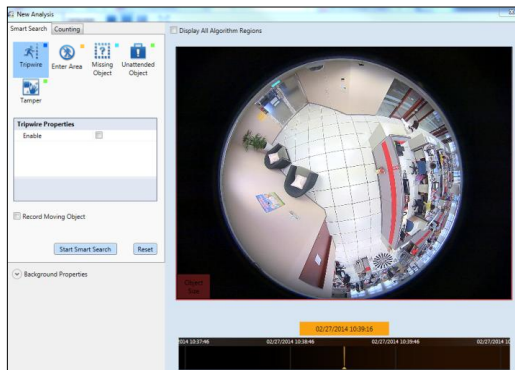 New Analysis
Smart Search Counting
Display All Algorithm Regions
Tripwire
Enter Area
Missing
Object
Unattended
Object
Tamper
Tripwire Properties
Enable
Record Moving Object
Start Smart Search Reset
Background Properties
Object
Size
02/27/2014 10:39:16
014 10:37:46 02/27/2014 10:38:46 02/27/2014 10:39:46 02/27/2014 10